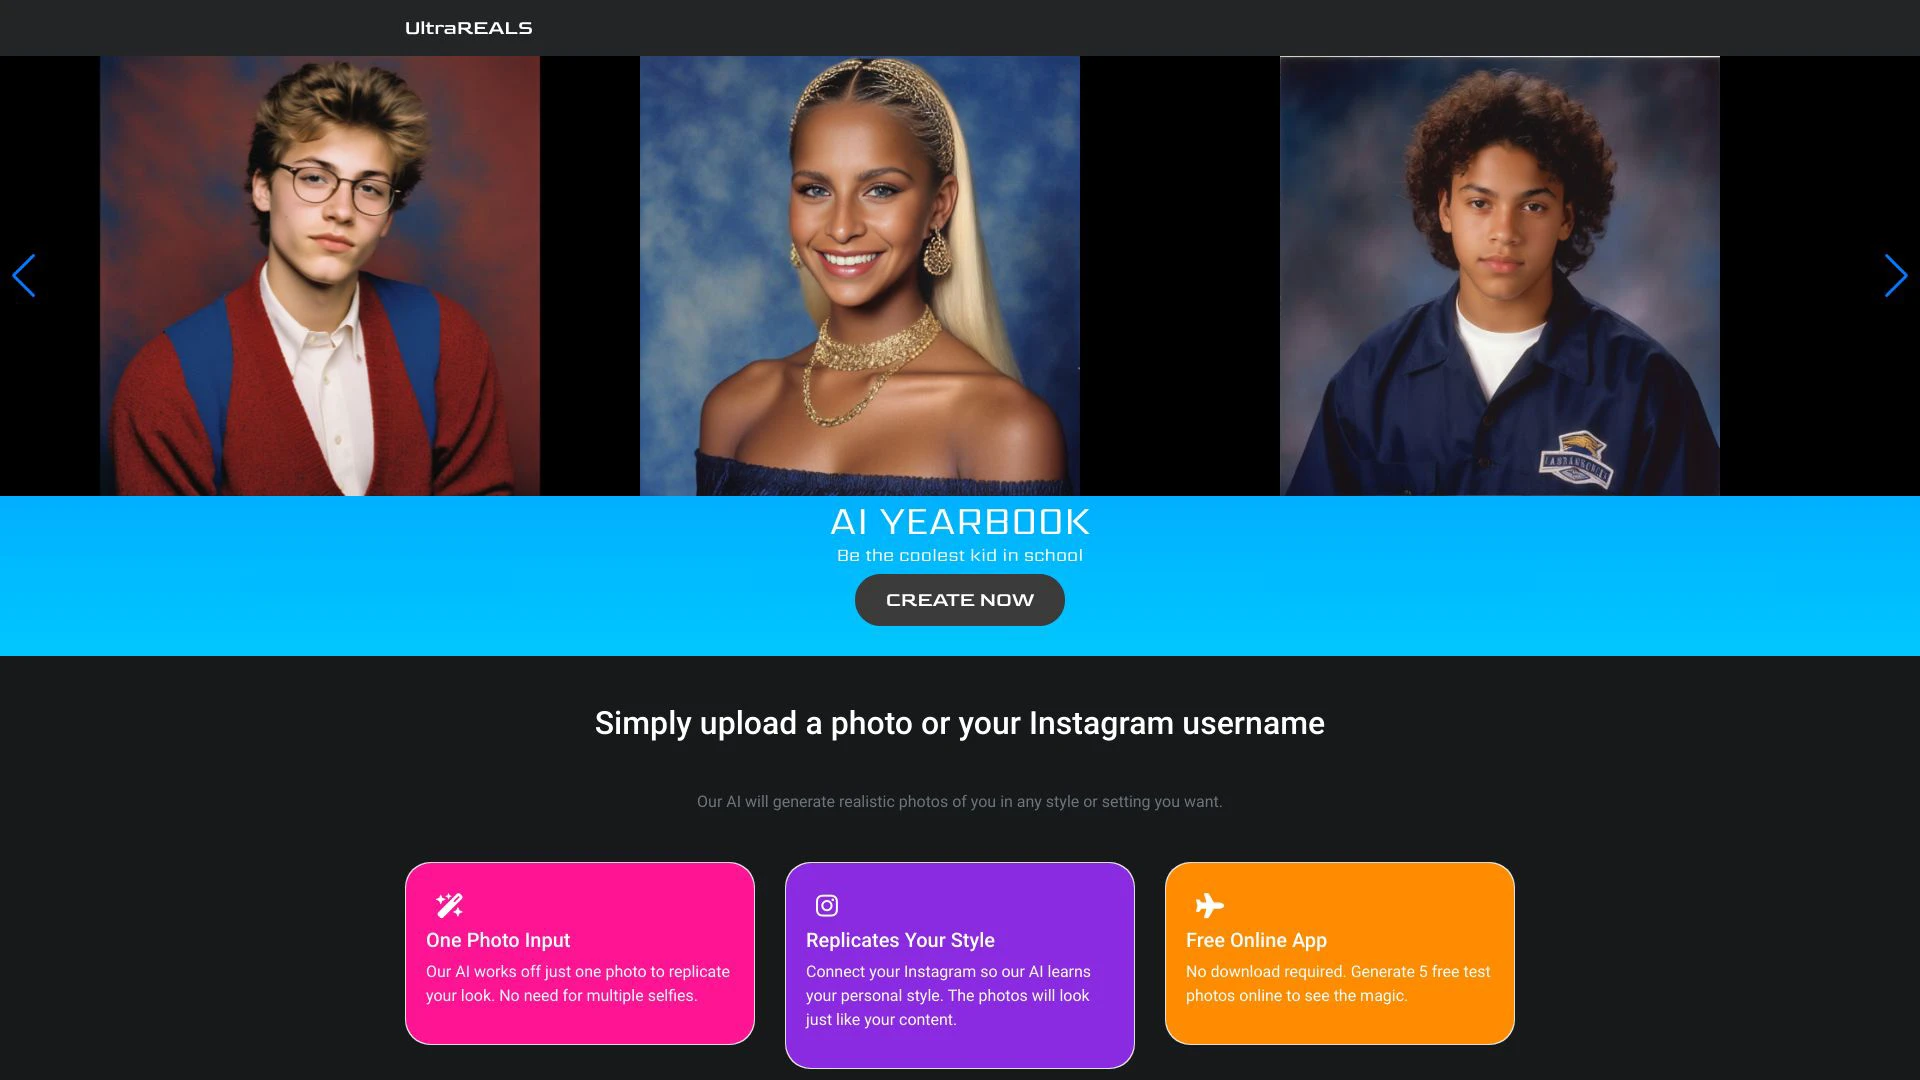 UltraREALS
AI YEARBOOK
Be the coolest kid in school
CREATE NOW
Simply upload a photo or your Instagram username
Our AI will generate realistic photos of you in any style or setting you want.
One Photo Input
Our AI works off just one photo to replicate
your look. No need for multiple selfies.
Replicates Your Style
Connect your Instagram so our AI learns
your personal style. The photos will look
just like your content.
Free Online App
No download required. Generate 5 free test
photos online to see the magic.